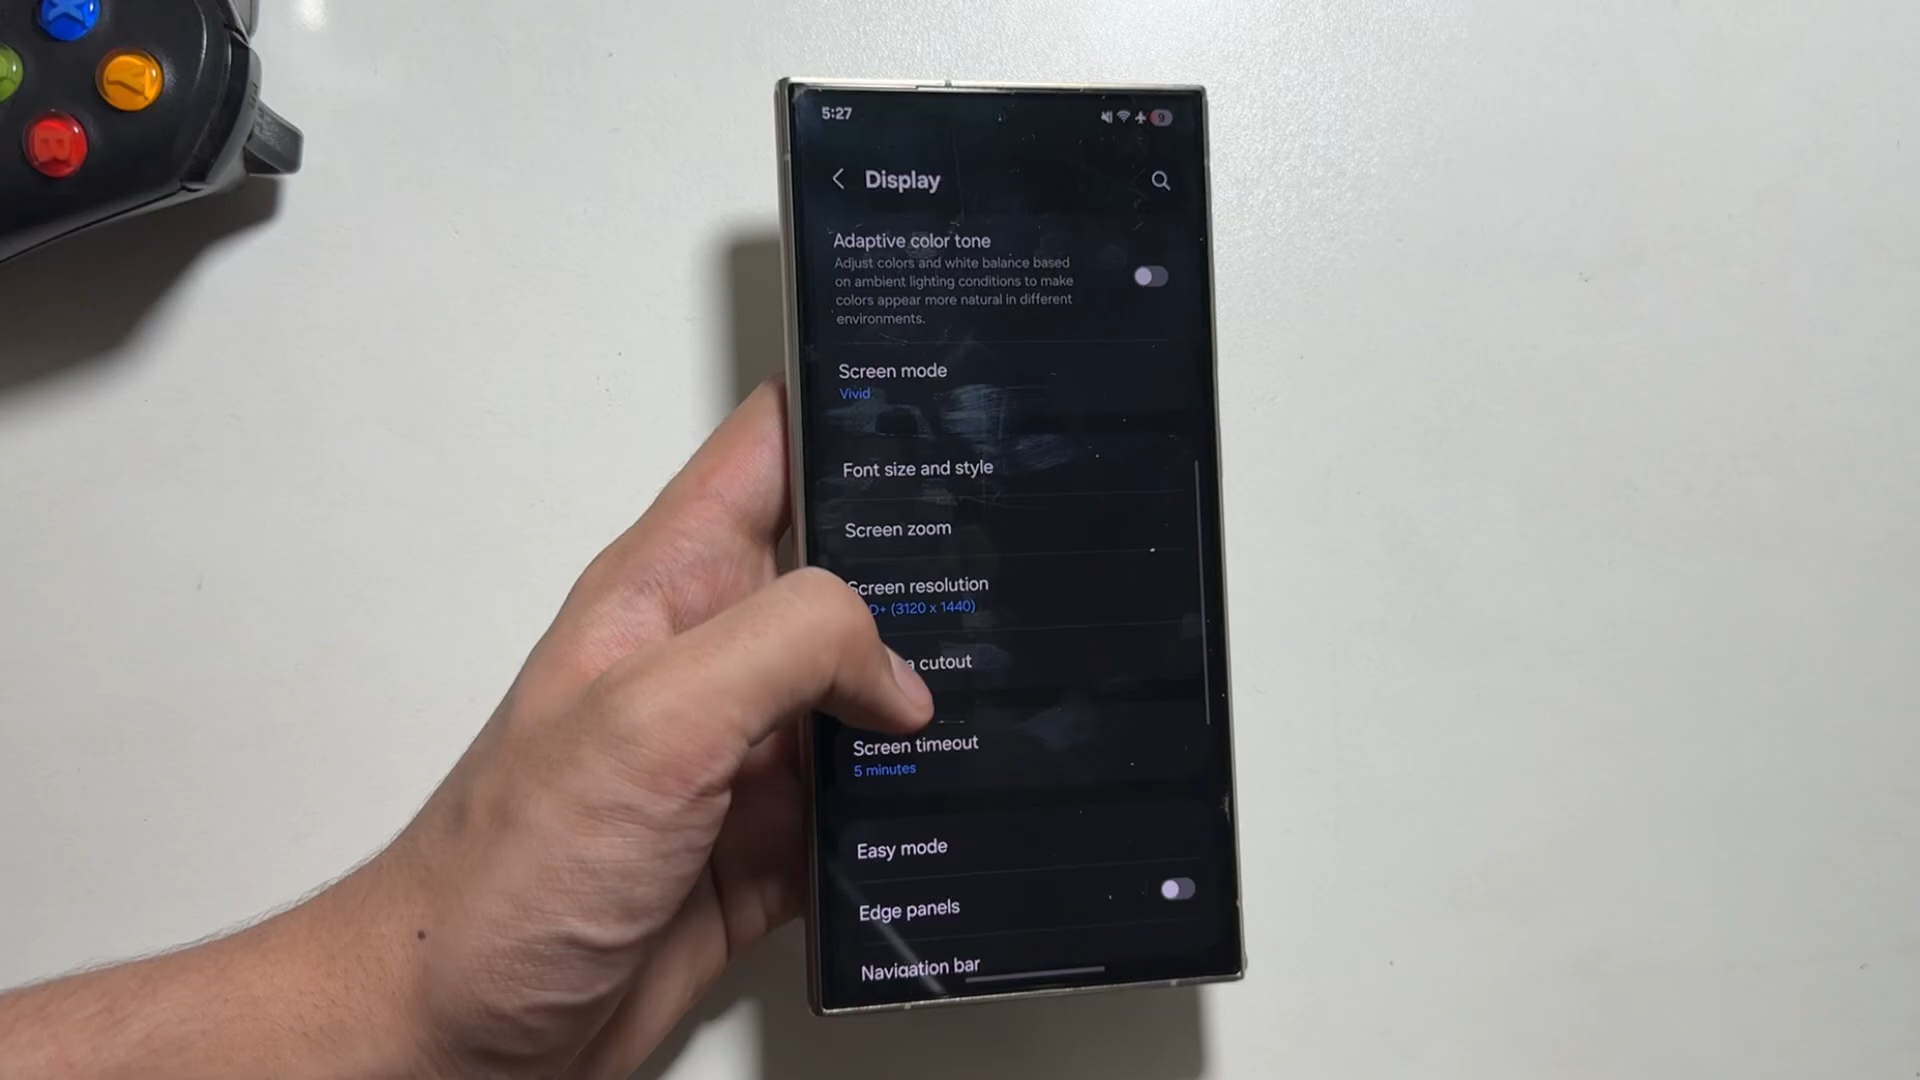 5:27
9
Display
Adaptive color tone
Adjust colors and white balance based
on ambient lighting conditions to make
colors appear more natural in different
environments.
Screen mode
Vivid
Font size and style
Screen zoom
Screen resolution
D+ (3120 x 1440)
a cutout
Screen timeout
5 minutes
Easy mode
Edge panels
Navigation bar
X
Y
B